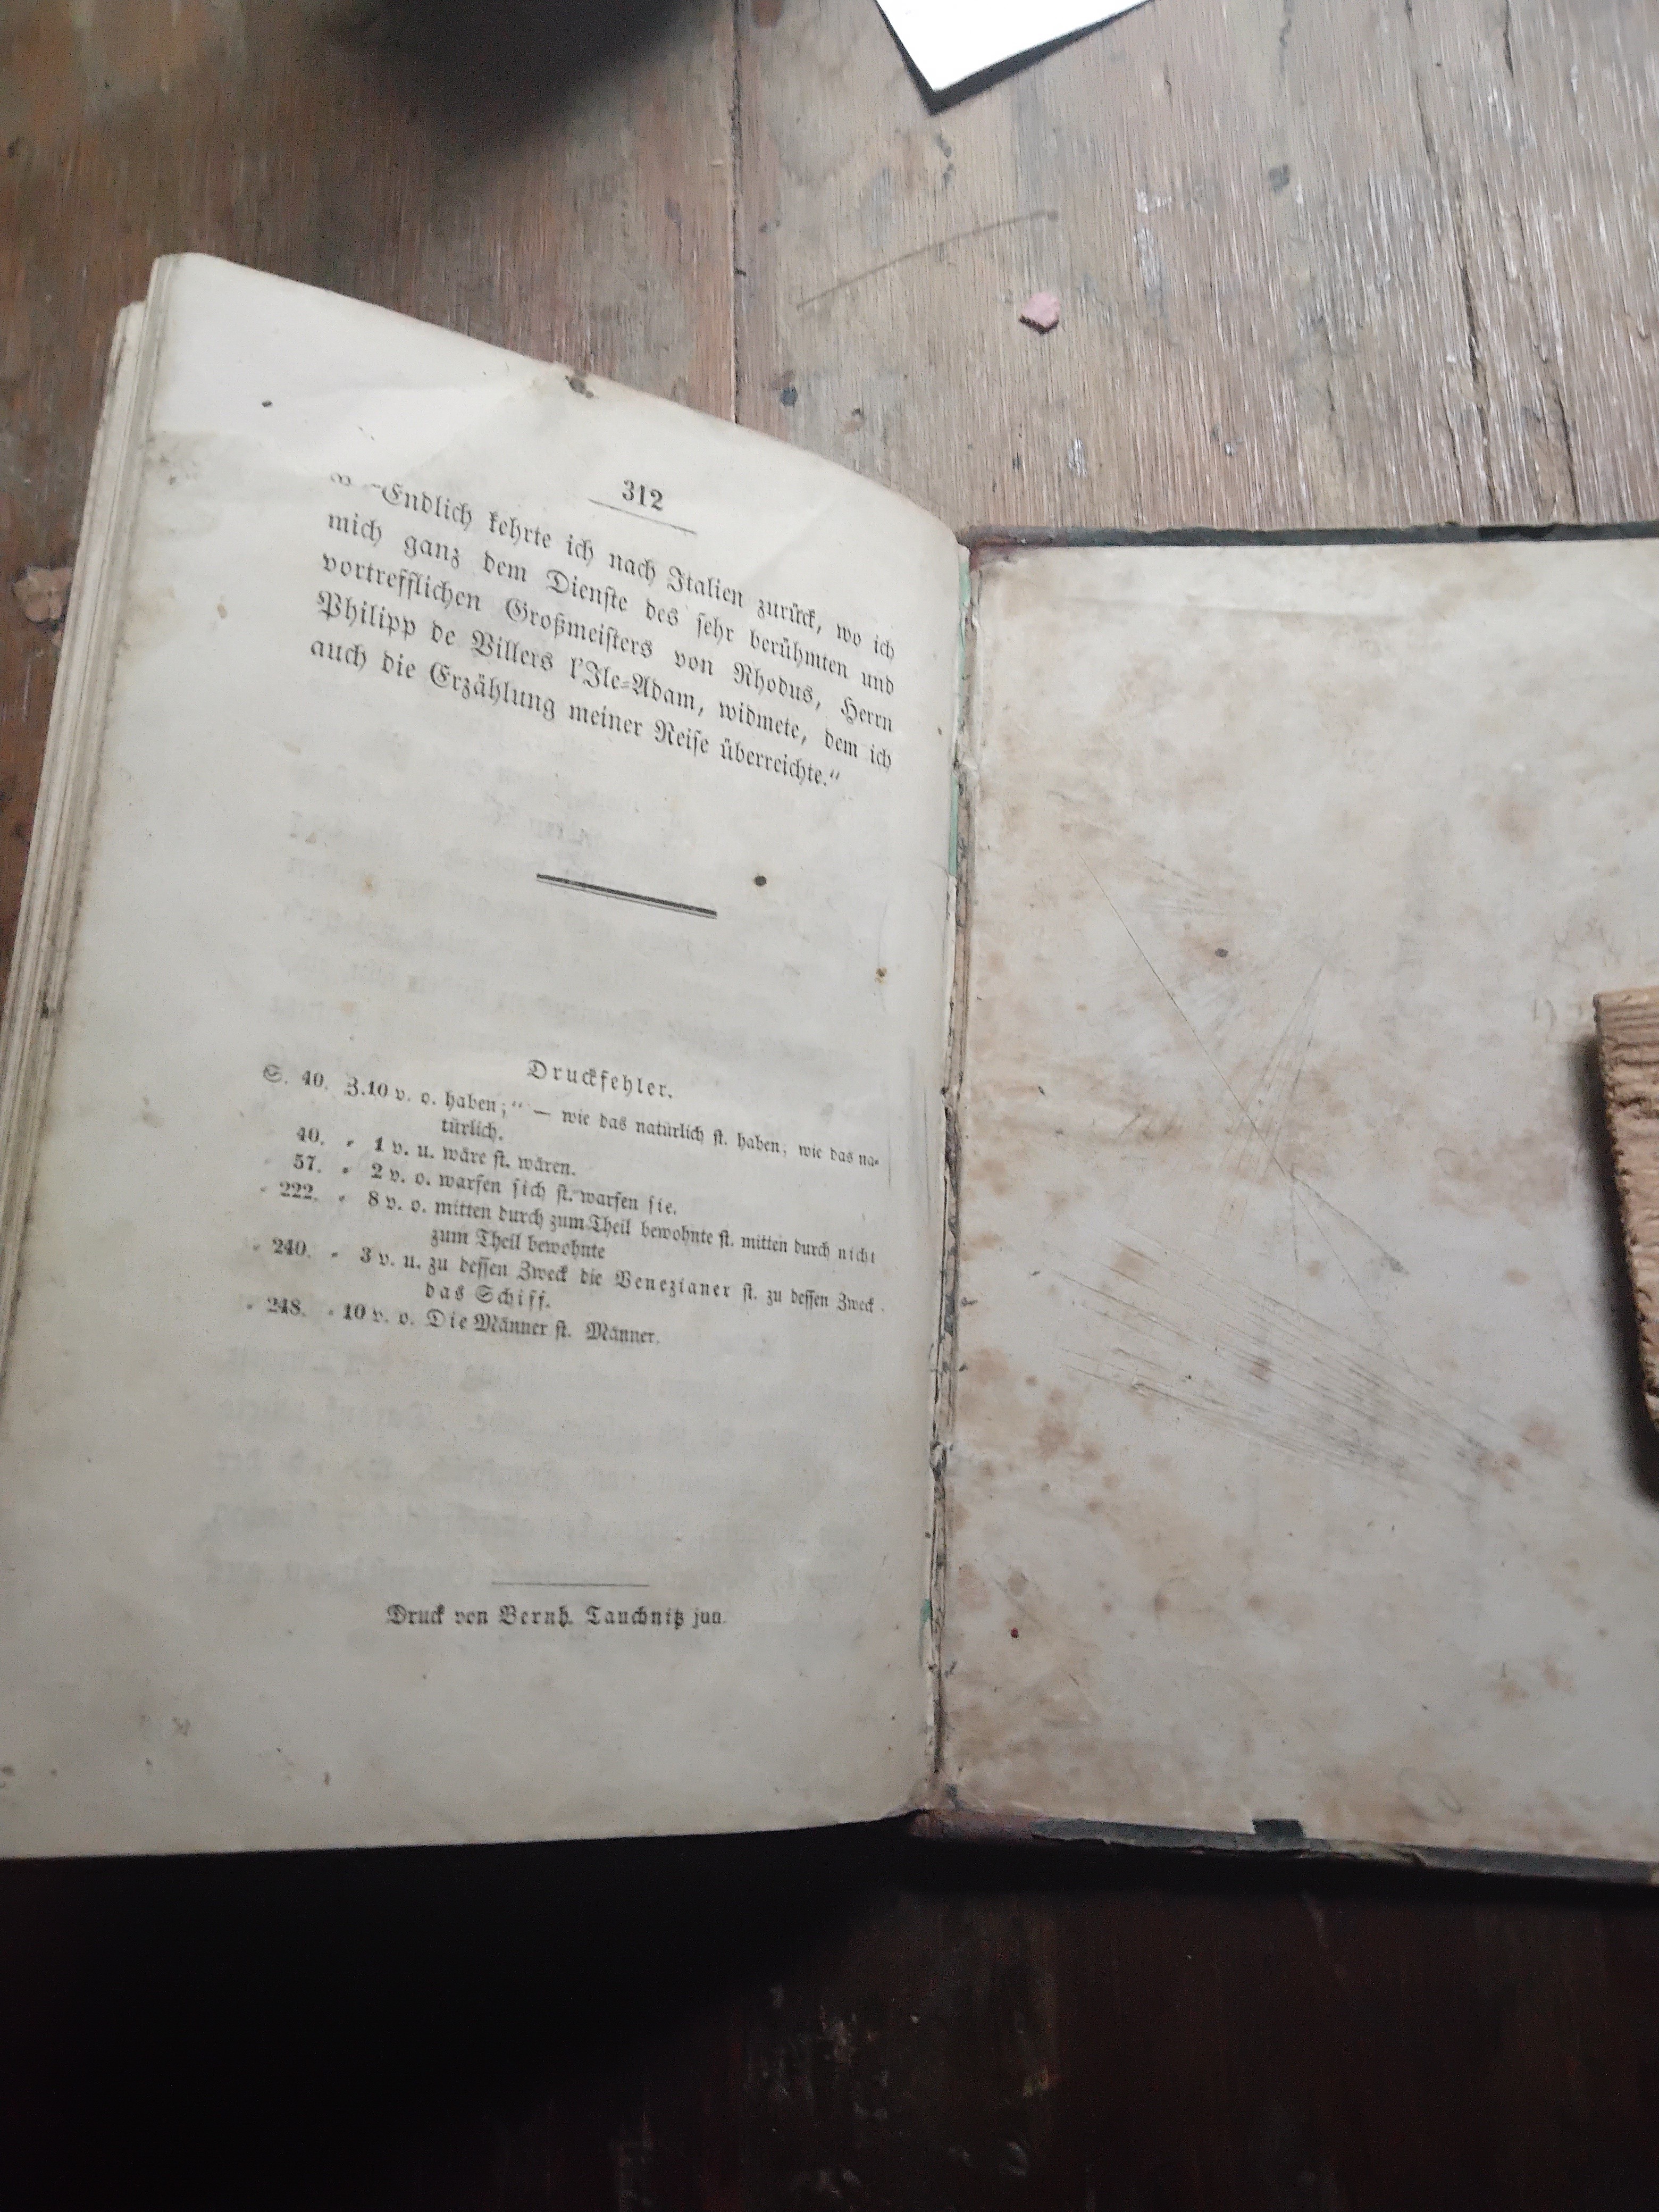 312
„Endlich kehrte ich nach Italien zurück, wo ich
mich ganz dem Dienste des sehr berühmten und
vortrefflichen Großmeisters von Rhodus, Herrn
Philipp de Villers l'Ile-Adam, widmete, dem ich
auch die Erzählung meiner Reise überreichte.“
Druckfehler.
S. 40. Z. 10 v. o. haben;“ — wie das natürlich st. haben, wie das na-
türlich.
40. = 1 v. u. wäre st. wären.
= 57. = 2 v. o. warfen sich st. warfen sie.
= 222. = 8 v. o. mitten durch zum Theil bewohnte st. mitten durch nicht
zum Theil bewohnte
= 240. = 3 v. u. zu dessen Zweck die Venezianer st. zu dessen Zweck
das Schiff.
= 248. = 10 v. o. Die Männer st. Männer.
Druck von Bernh. Tauchnitz jun.